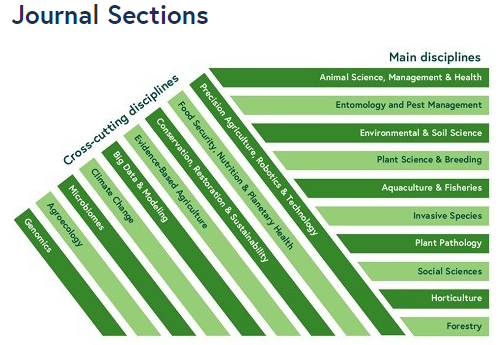 Journal Sections
Main disciplines
Cross-cutting disciplines
Animal Science, Management & Health
Entomology and Pest Management
Environmental & Soil Science
Plant Science & Breeding
Aquaculture & Fisheries
Invasive Species
Plant Pathology
Social Sciences
Horticulture
Forestry
Genomics
Agroecology
Microbiomes
Climate Change
Big Data & Modeling
Evidence-Based Agriculture
Conservation, Restoration & Sustainability
Food Security, Nutrition & Planetary Health
Precision Agriculture, Robotics & Technology